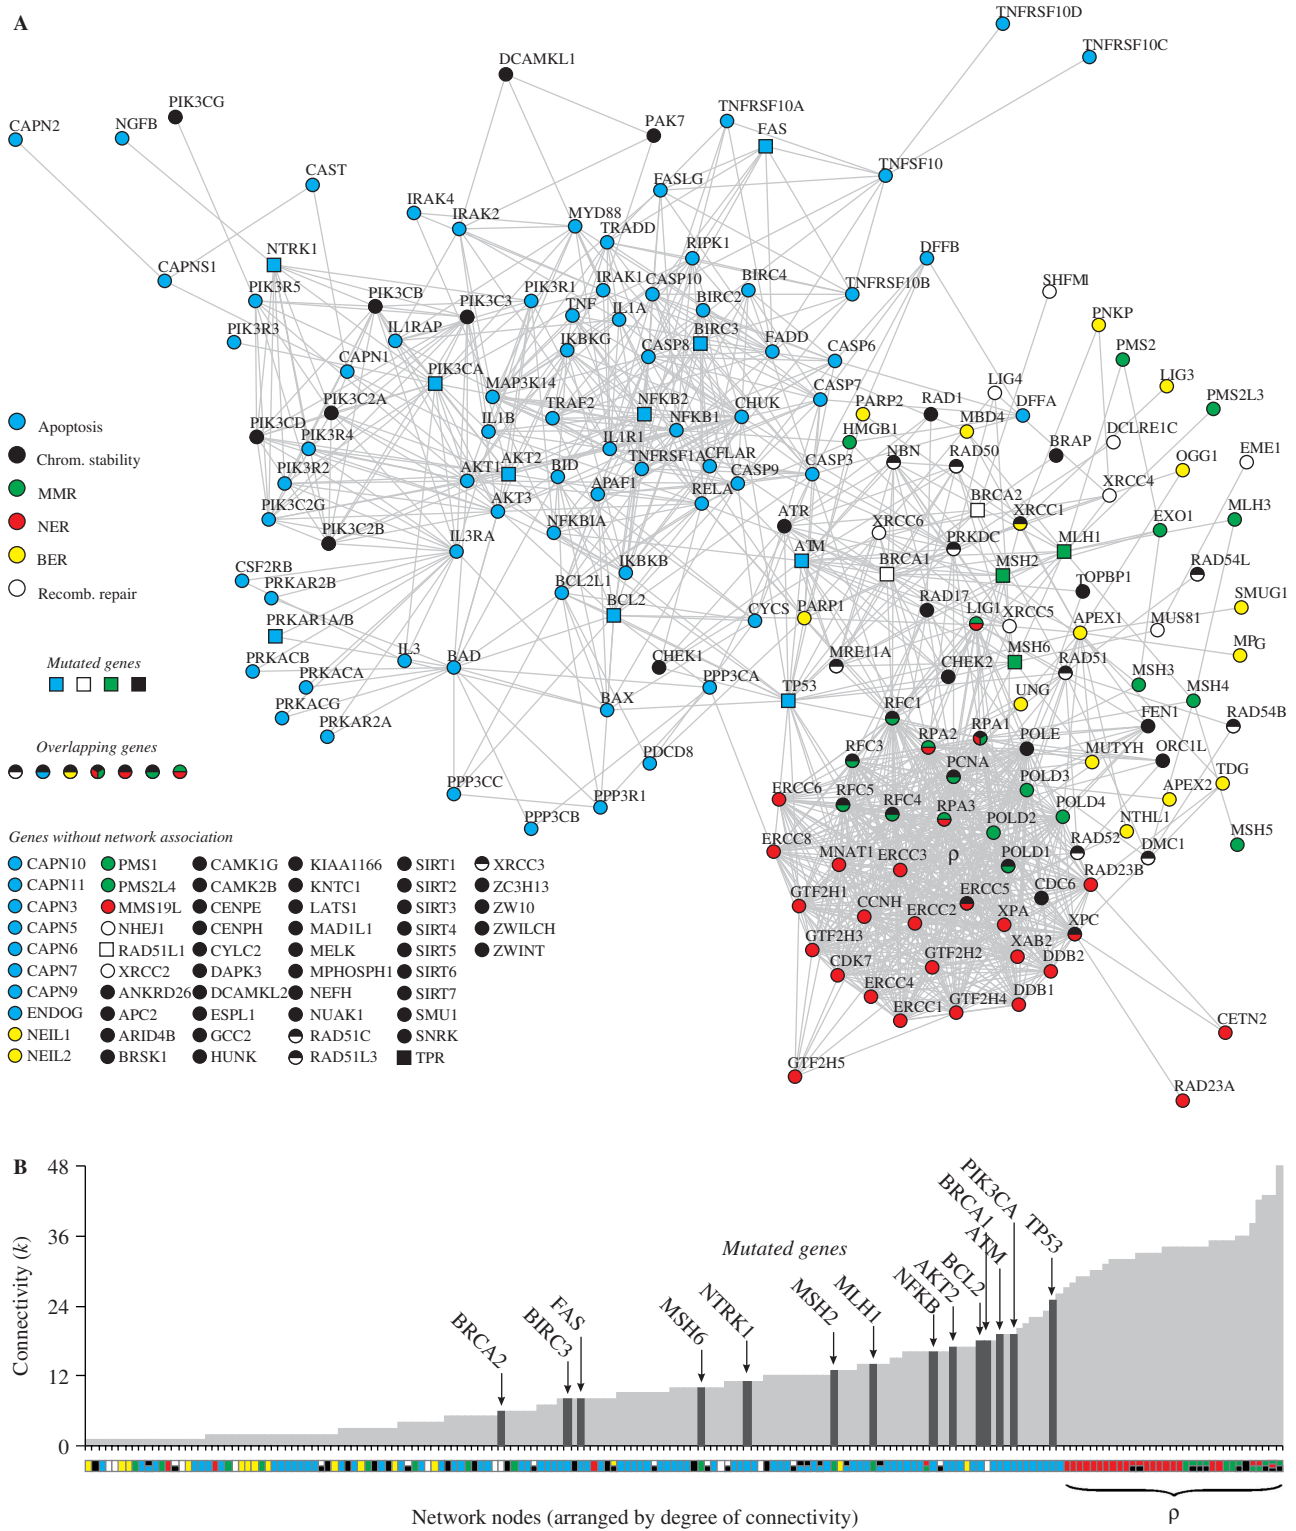 A
TNFRSF10D
TNFRSF10C
DCAMKL1
PIK3CG
CAPN2
NGFB
PAK7
TNFRSF10A
FAS
CAST
TNFSF10
FASLG
IRAK4
IRAK2
MYD88
TRADD
RIPK1
DFFB
NTRK1
CAPNS1
PIK3R5
PIK3CB
PIK3C3
PIK3R1
IRAK1
CASP10
BIRC4
TNFRSF10B
SHFM1
TNF
IL1A
BIRC2
PNKP
PIK3R3
IL1RAP
IKBKG
BIRC3
CASP8
FADD
CASP6
PMS2
CAPN1
PIK3CA
LIG4
LIG3
MAP3K14
CASP7
PIK3C2A
NFKB2
PARP2
RAD1
PMS2L3
IL1B
TRAF2
NFKB1
CHUK
MBD4
DFFA
PIK3CD
PIK3R4
IL1R1
HMGB1
BRAP
DCLRE1C
Apoptosis
Chrom. stability
MMR
NER
BER
Recomb. repair
NBN
RAD50
EME1
PIK3R2
AKT1
AKT2
BID
TNFRSF1A
CFLAR
CASP9
CASP3
OGG1
APAF1
XRCC4
PIK3C2G
AKT3
RELA
BRCA2
ATR
XRCC1
EXO1
MLH3
PIK3C2B
NFKBIA
XRCC6
PRKDC
IL3RA
ATM
MSH2
MLH1
IKBKB
BRCA1
RAD54L
CSF2RB
PRKAR2B
BCL2L1
TOPBP1
BCL2
RAD17
LIG1
XRCC5
SMUG1
PRKAR1A/B
CYCS
PARP1
APEX1
MUS81
IL3
BAD
MRE11A
MSH6
MPG
PRKACB
PRKACA
CHEK1
PPP3CA
CHEK2
RAD51
MSH3
TP53
UNG
MSH4
PRKACG
PRKAR2A
BAX
RFC1
RPA1
FEN1
RAD54B
RFC3
RPA2
POLE
PDCD8
PCNA
MUTYH
ORC1L
POLD3
TDG
PPP3CC
ERCC6
RFC5
RFC4
RPA3
POLD4
APEX2
PPP3R1
PPP3CB
POLD2
NTHL1
MSH5
ERCC8
MNAT1
ERCC3
ρ
POLD1
RAD52
DMC1
RAD23B
GTF2H1
CCNH
ERCC2
ERCC5
CDC6
XPA
XPC
GTF2H3
XAB2
CDK7
GTF2H2
DDB2
ERCC4
ERCC1
GTF2H4
DDB1
CETN2
GTF2H5
RAD23A
Mutated genes
Overlapping genes
Genes without network association
CAPN10 PMS1 CAMK1G KIAA1166 SIRT1 XRCC3
CAPN11 PMS2L4 CAMK2B KNTC1 SIRT2 ZC3H13
CAPN3 MMS19L CENPE LATS1 SIRT3 ZW10
CAPN5 NHEJ1 CENPH MAD1L1 SIRT4 ZWILCH
CAPN6 RAD51L1 CYLC2 MELK SIRT5 ZWINT
CAPN7 XRCC2 DAPK3 MPHOSPH1 SIRT6
CAPN9 ANKRD26 DCAMKL2 NEFH SIRT7
ENDOG APC2 ESPL1 NUAK1 SMU1
NEIL1 ARID4B GCC2 RAD51C SNRK
NEIL2 BRSK1 HUNK RAD51L3 TPR
B
48
36
24
12
0
Connectivity (k)
Mutated genes
BRCA2
BIRC3
FAS
MSH6
NTRK1
MSH2
MLH1
NFKB
AKT2
BCL2
BRCA1
ATM
PIK3CA
TP53
Network nodes (arranged by degree of connectivity)
ρ